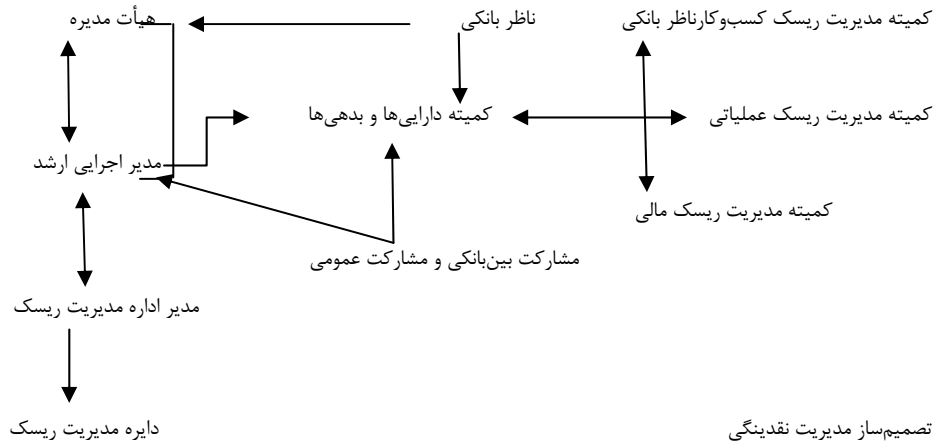 کمیته مدیریت ریسک کسب‌وکارناظر بانکی
ناظر بانکی
هیأت مدیره
کمیته مدیریت ریسک عملیاتی
کمیته دارایی‌ها و بدهی‌ها
مدیر اجرایی ارشد
کمیته مدیریت ریسک مالی
مشارکت بین‌بانکی و مشارکت عمومی
مدیر اداره مدیریت ریسک
تصمیم‌ساز مدیریت نقدینگی
دایره مدیریت ریسک